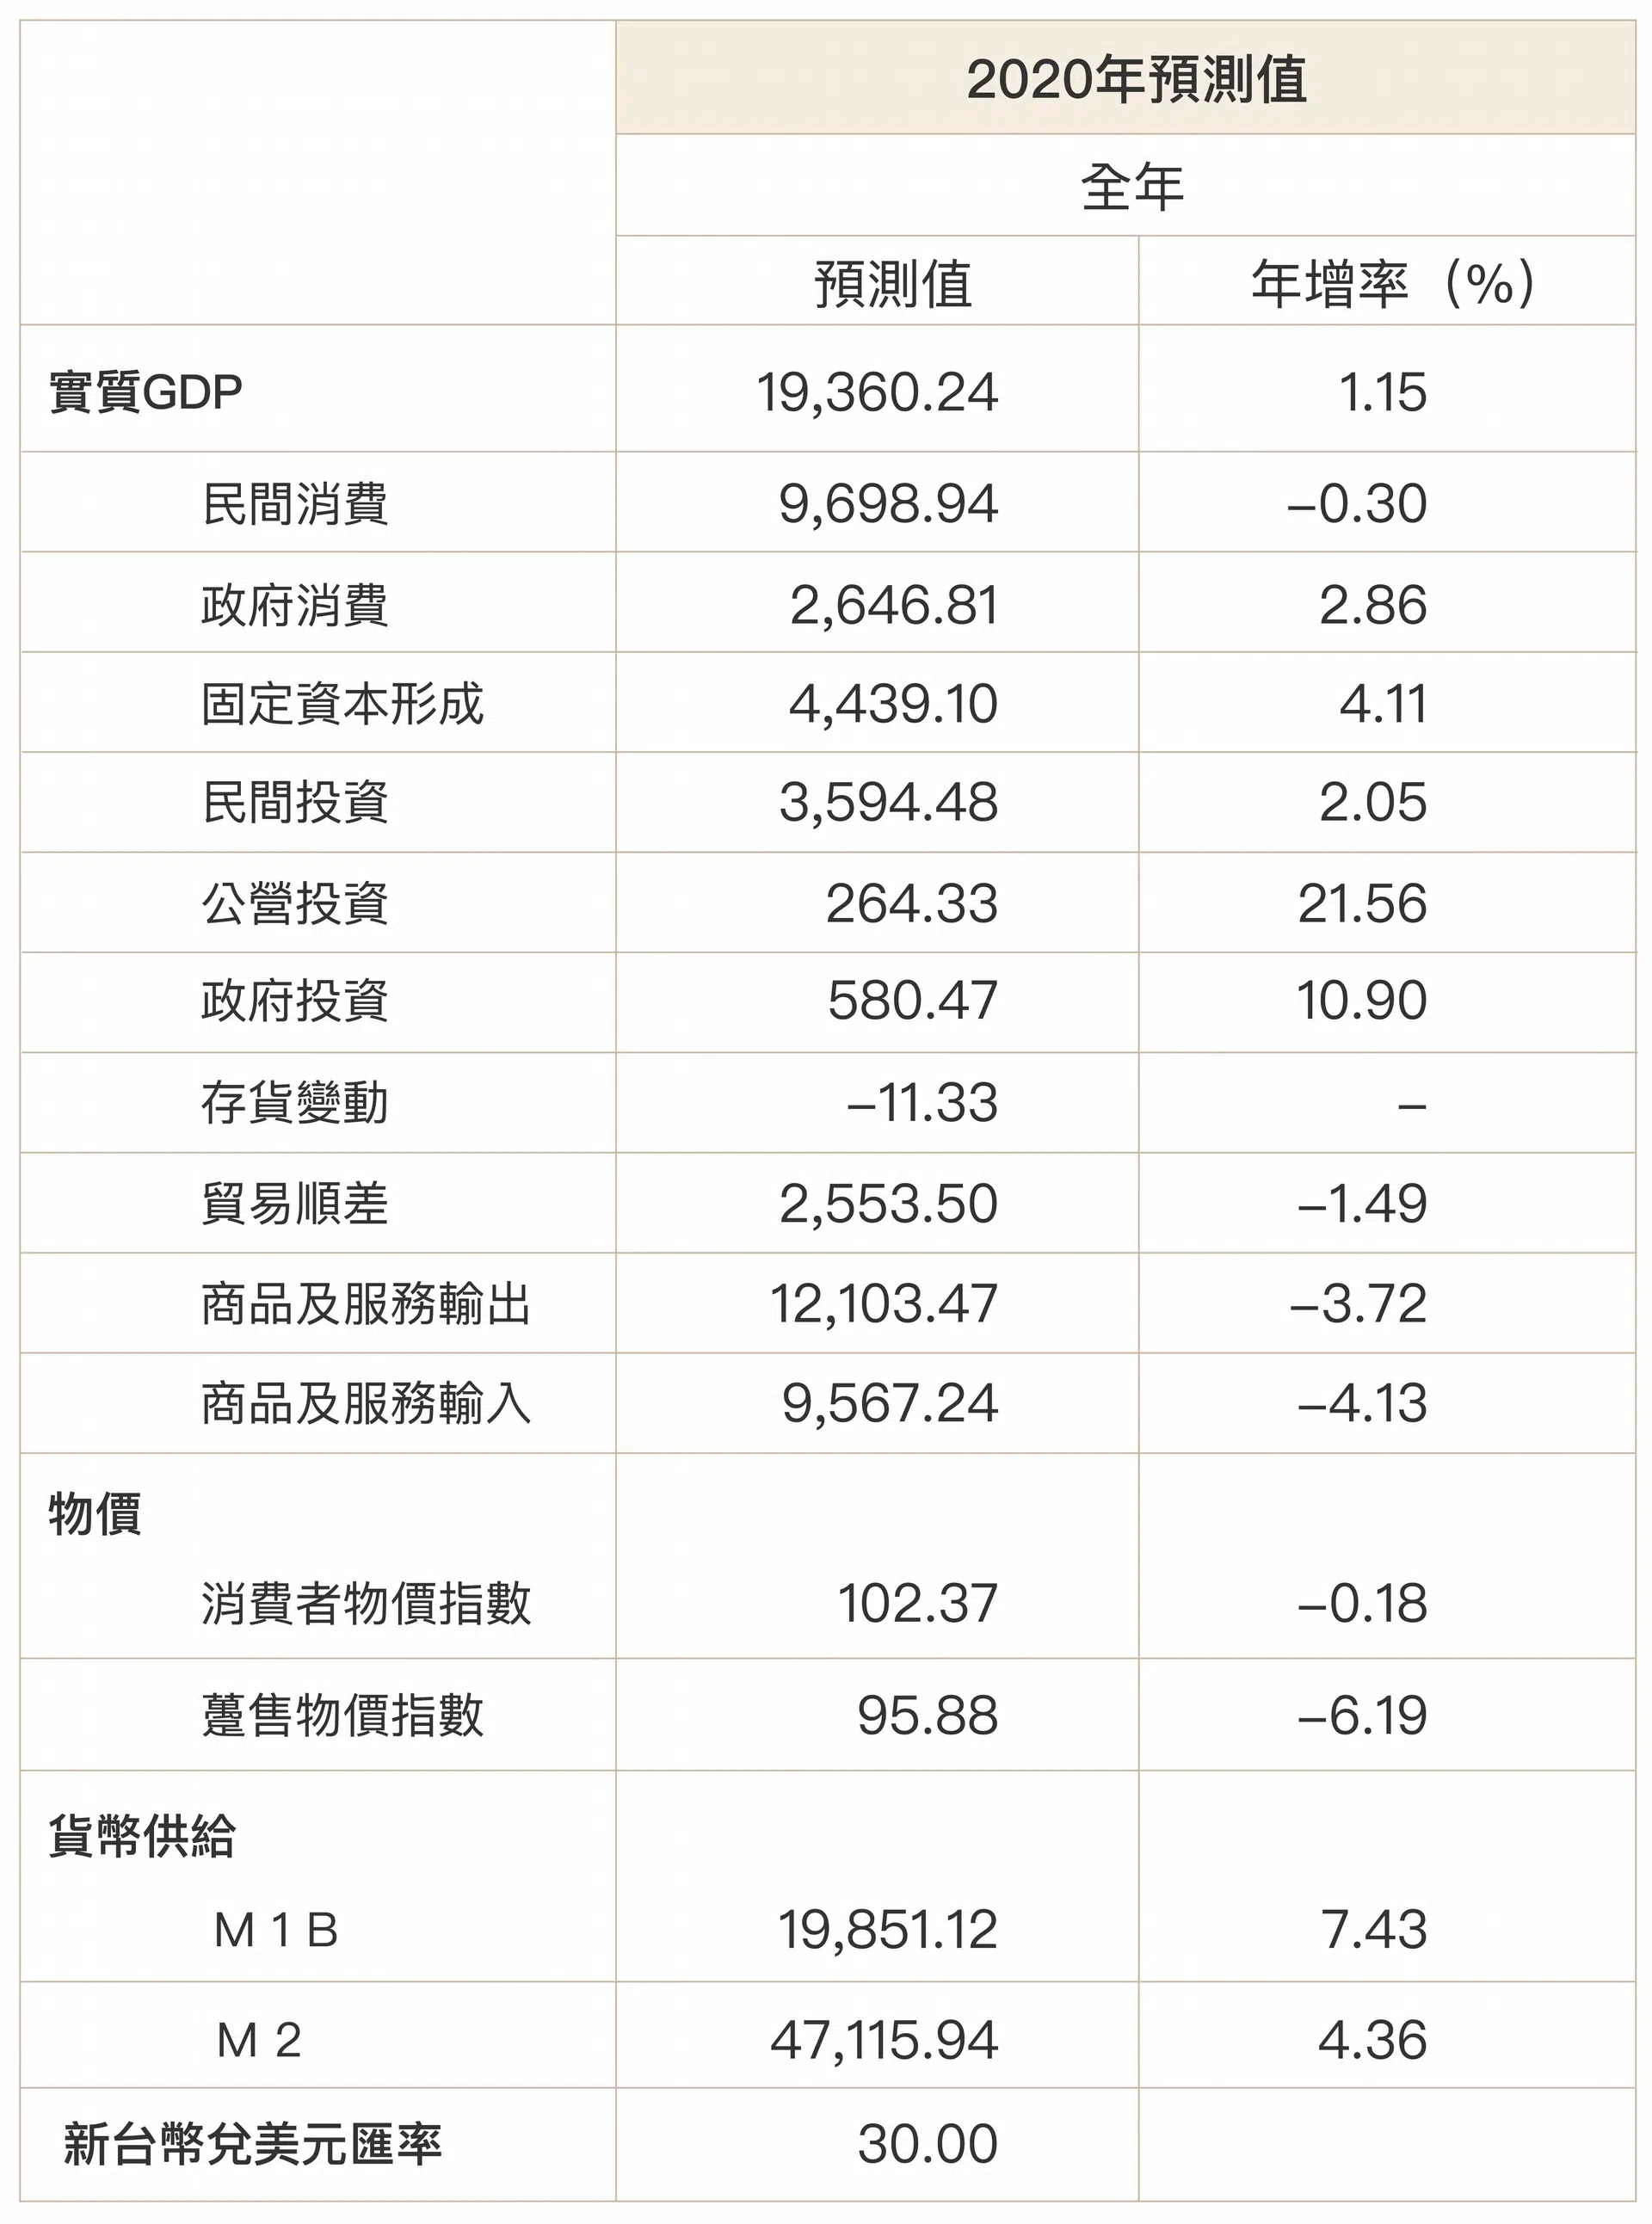 2020年預測值
全年
預測值 年增率（%）
實質GDP 19,360.24 1.15
民間消費 9,698.94 –0.30
政府消費 2,646.81 2.86
固定資本形成 4,439.10 4.11
民間投資 3,594.48 2.05
公營投資 264.33 21.56
政府投資 580.47 10.90
存貨變動 –11.33 –
貿易順差 2,553.50 –1.49
商品及服務輸出 12,103.47 –3.72
商品及服務輸入 9,567.24 –4.13
物價
消費者物價指數 102.37 –0.18
躉售物價指數 95.88 –6.19
貨幣供給
M 1 B 19,851.12 7.43
M 2 47,115.94 4.36
新台幣兌美元匯率 30.00